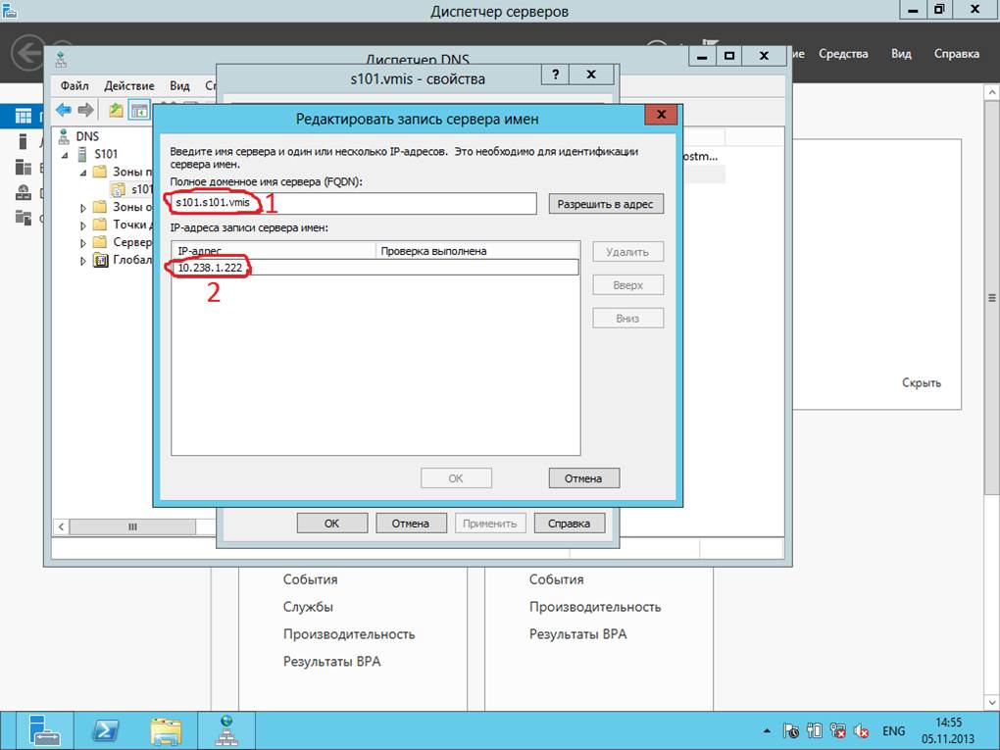 Диспетчер серверов
Средства Вид Справка
Диспетчер DNS
s101.vmis - свойства
?
Файл Действие Вид
Редактировать запись сервера имен
DNS
S101
Введите имя сервера и один или несколько IP-адресов. Это необходимо для идентификации
сервера имен.
Полное доменное имя сервера (FQDN):
s101.s101.vmis 1
Разрешить в адрес
IP-адреса записи сервера имен:
IP-адрес Проверка выполнена
10.238.1.222
2
Удалить
Вверх
Вниз
ОК Отмена
Зоны п
s101
Зоны о
Точки д
Сервер
Глобал
ostm...
Скрыть
ОК Отмена Применить Справка
События
Службы
Производительность
Результаты BPA
События
Производительность
Результаты BPA
ENG
14:55
05.11.2013